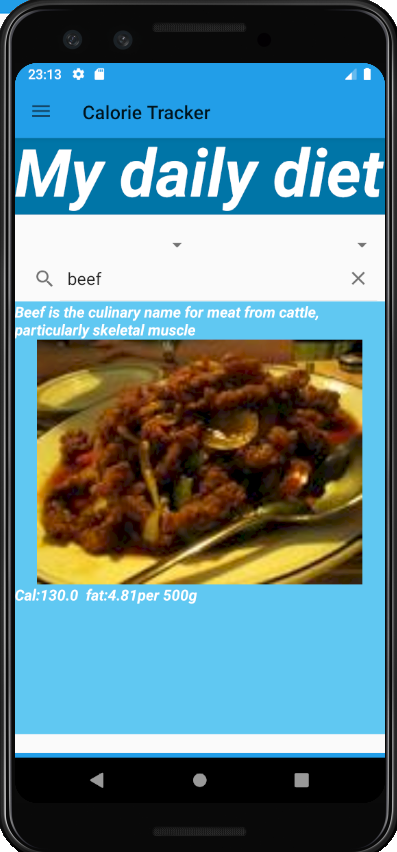 23:13
Calorie Tracker
My daily diet
beef
Beef is the culinary name for meat from cattle,
particularly skeletal muscle
Cal:130.0  fat:4.81per 500g